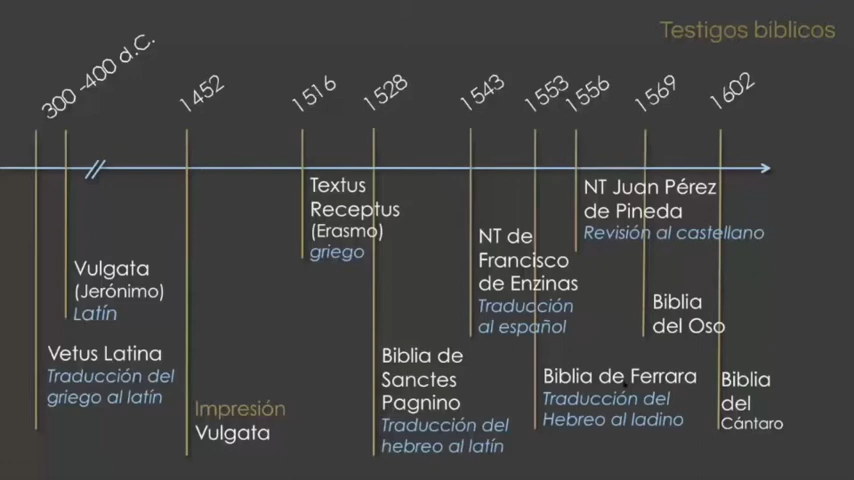 Testigos bíblicos
300 -400 d.C.
1452
1516
1528
1543
1553
1556
1569
1602
Vetus Latina
Traducción del
griego al latín
Vulgata
(Jerónimo)
Latín
Impresión
Vulgata
Textus
Receptus
(Erasmo)
griego
Biblia de
Sanctes
Pagnino
Traducción del
hebreo al latín
NT de
Francisco
de Enzinas
Traducción
al español
Biblia de Ferrara
Traducción del
Hebreo al ladino
NT Juan Pérez
de Pineda
Revisión al castellano
Biblia
del Oso
Biblia
del
Cántaro